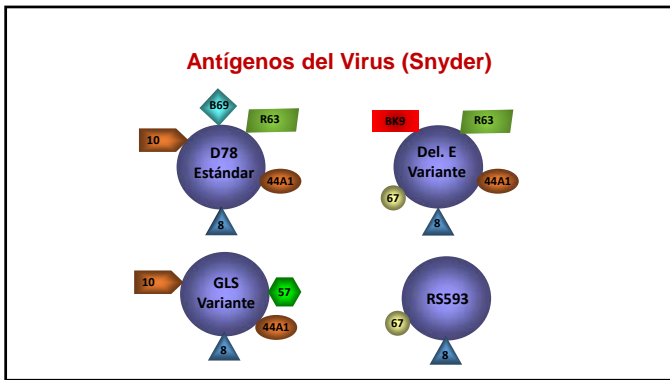 Antígenos del Virus (Snyder)
B69
R63
10
D78
Estándar
44A1
8
BK9
R63
Del. E
Variante
67
44A1
8
10
GLS
Variante
57
44A1
8
RS593
67
8